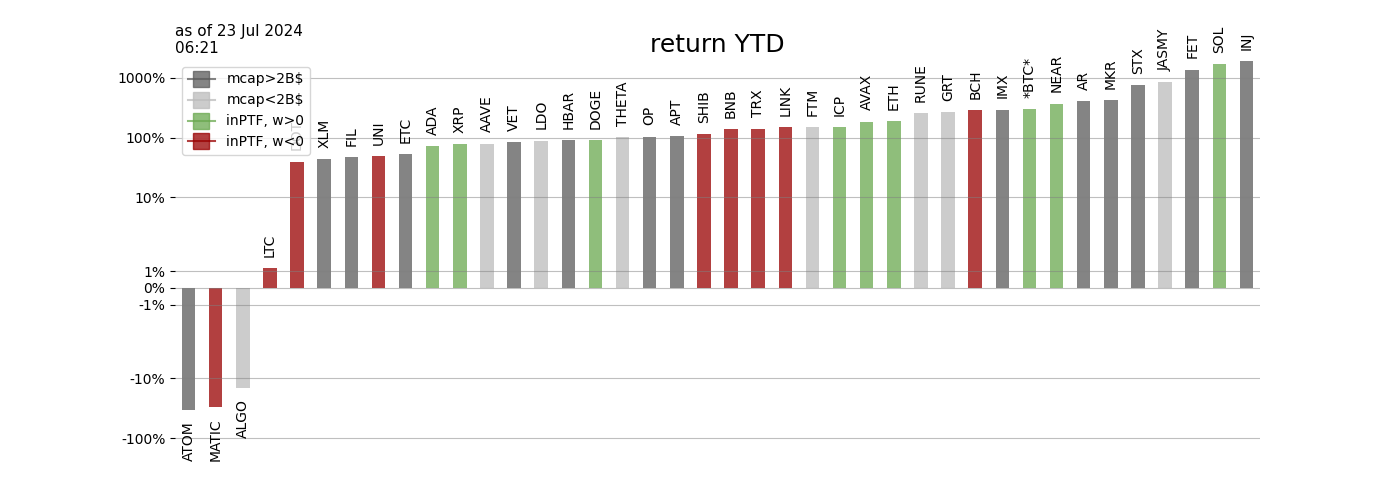 as of 23 Jul 2024
06:21
return YTD
mcap>2B$
mcap<2B$
inPTF, w>0
inPTF, w<0
1000%
100%
10%
1%
0%
-1%
-10%
-100%
ATOM
MATIC
ALGO
LTC
XLM
FIL
UNI
ETC
ADA
XRP
AAVE
VET
LDO
HBAR
DOGE
THETA
OP
APT
SHIB
BNB
TRX
LINK
FTM
ICP
AVAX
ETH
RUNE
GRT
BCH
IMX
*BTC*
NEAR
AR
MKR
STX
JASMY
FET
SOL
INJ